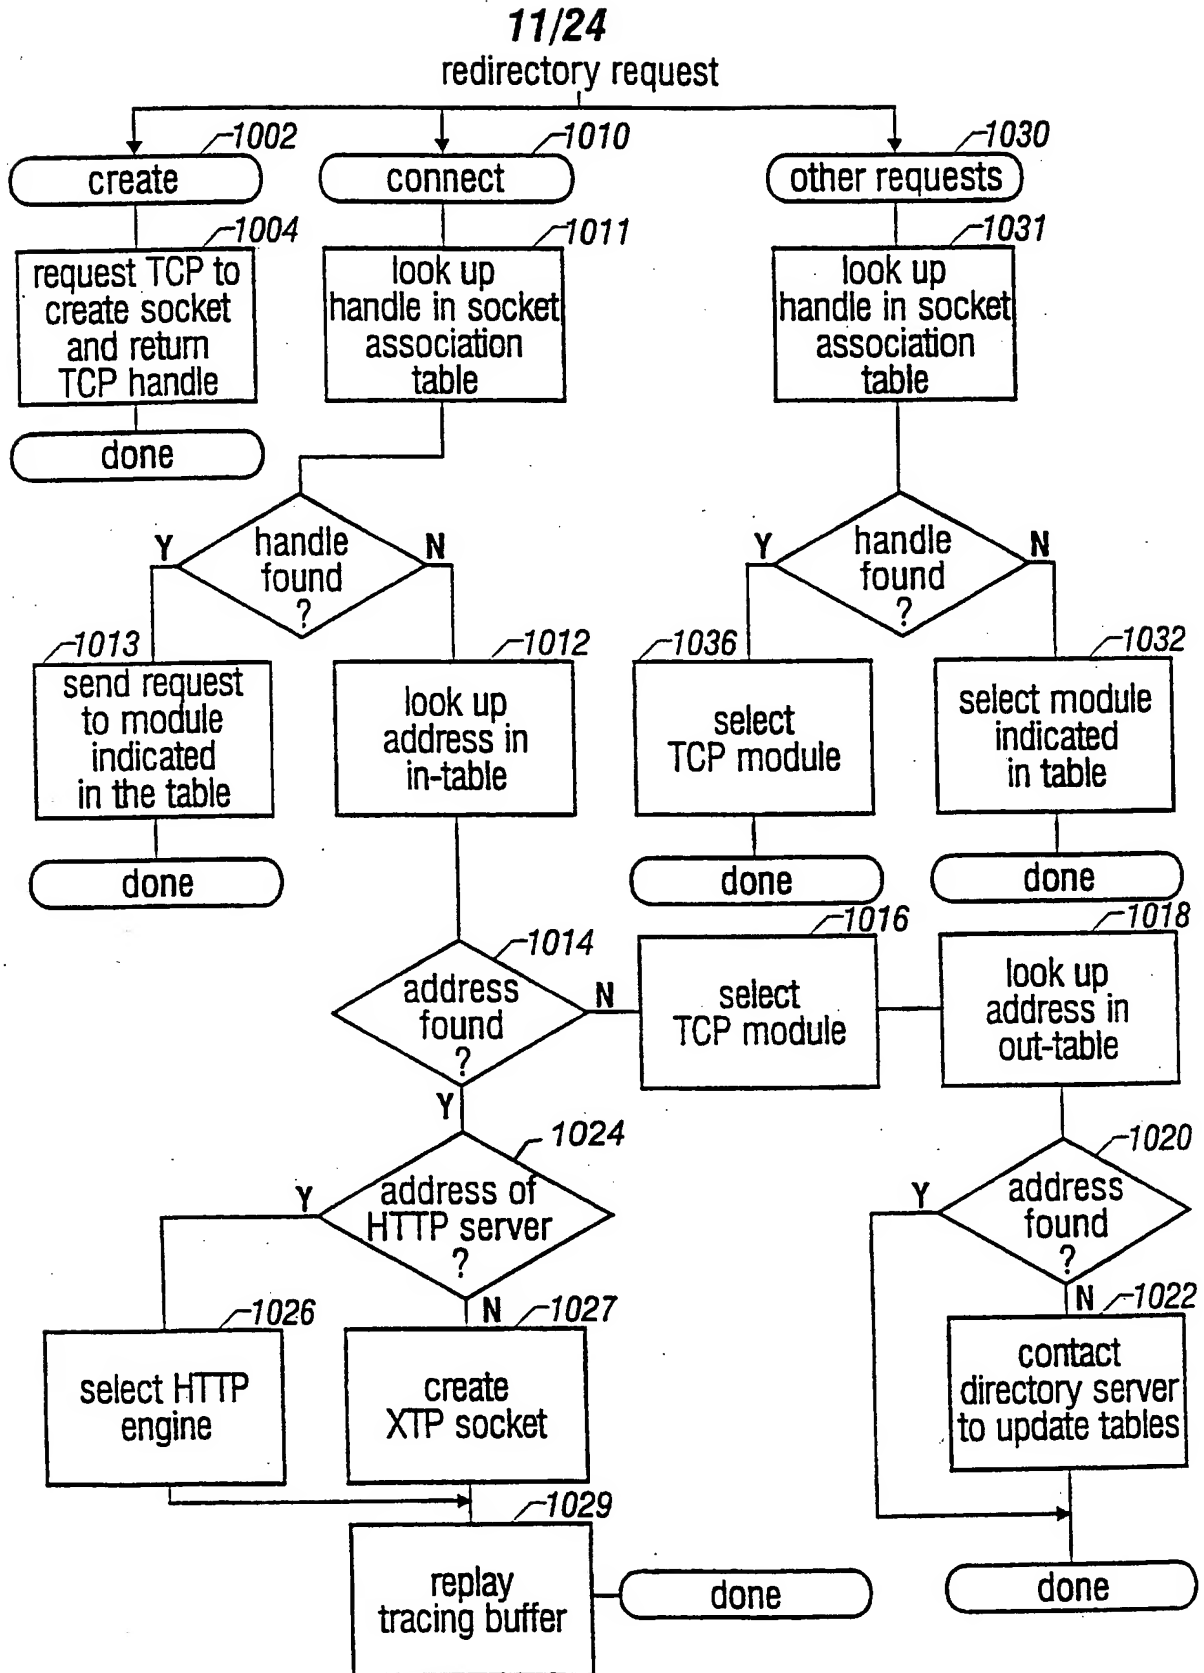 11/24
redirectory request
1002
create
1004
request TCP to
create socket
and return
TCP handle
done
1010
connect
1011
look up
handle in socket
association
table
handle
found
?
Y
N
1013
send request
to module
indicated
in the table
done
1012
look up
address in
in-table
1014
address
found
?
N
Y
1016
select
TCP module
1018
look up
address in
out-table
1020
address
found
?
Y
N
1022
contact
directory server
to update tables
done
1024
address of
HTTP server
?
Y
N
1026
select HTTP
engine
1027
create
XTP socket
1029
replay
tracing buffer
done
1030
other requests
1031
look up
handle in socket
association
table
handle
found
?
Y
N
1036
select
TCP module
done
1032
select module
indicated
in table
done